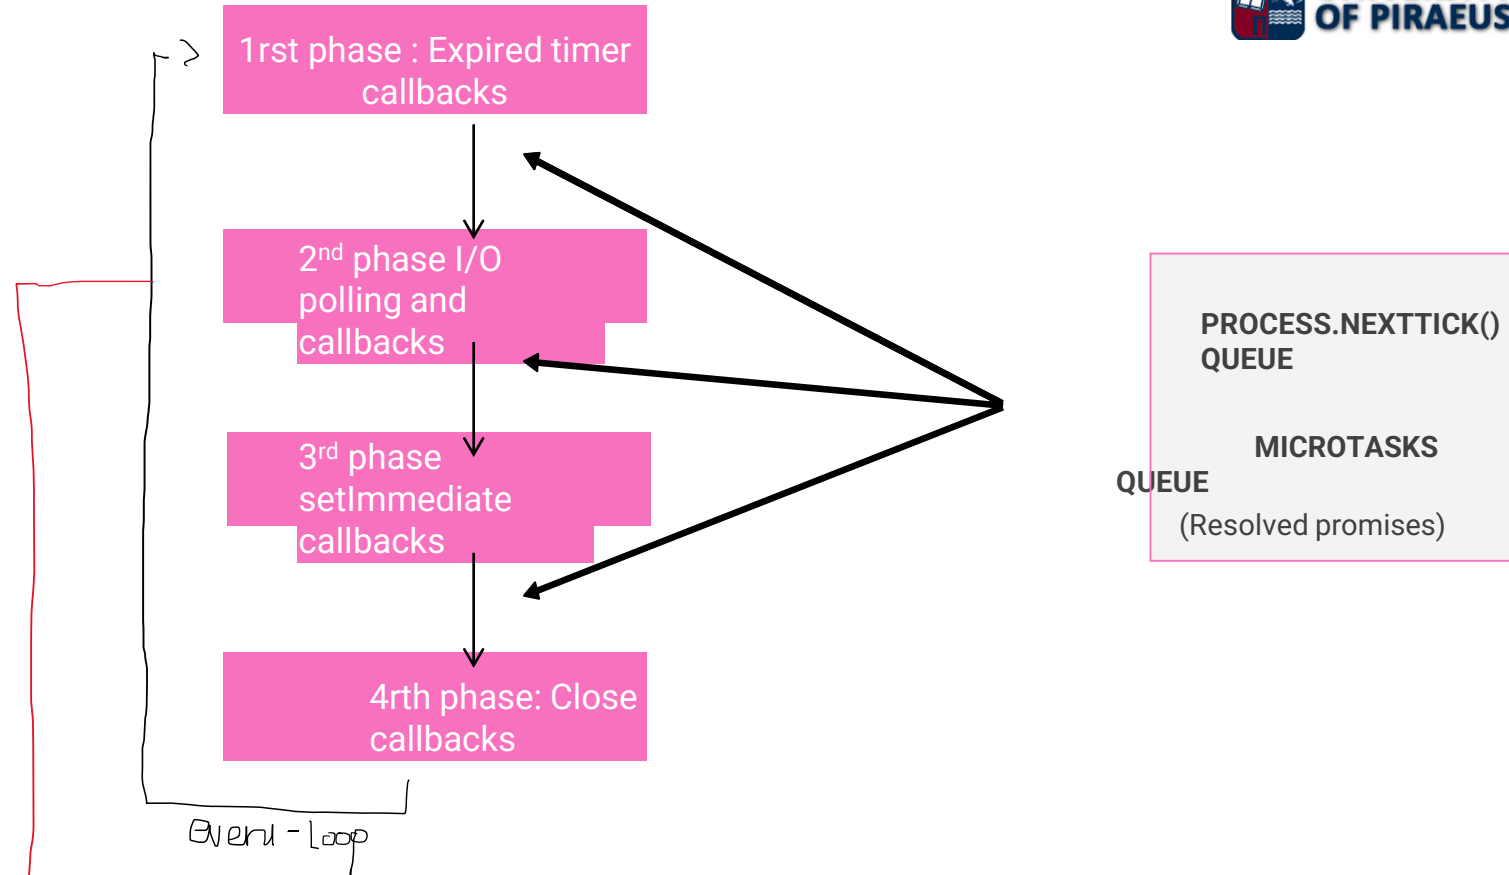 OF PIRAEUS
1rst phase : Expired timer
callbacks
2nd phase I/O
polling and
callbacks
3rd phase
setImmediate
callbacks
4rth phase: Close
callbacks
event-loop
PROCESS.NEXTTICK()
QUEUE
MICROTASKS
QUEUE
(Resolved promises)